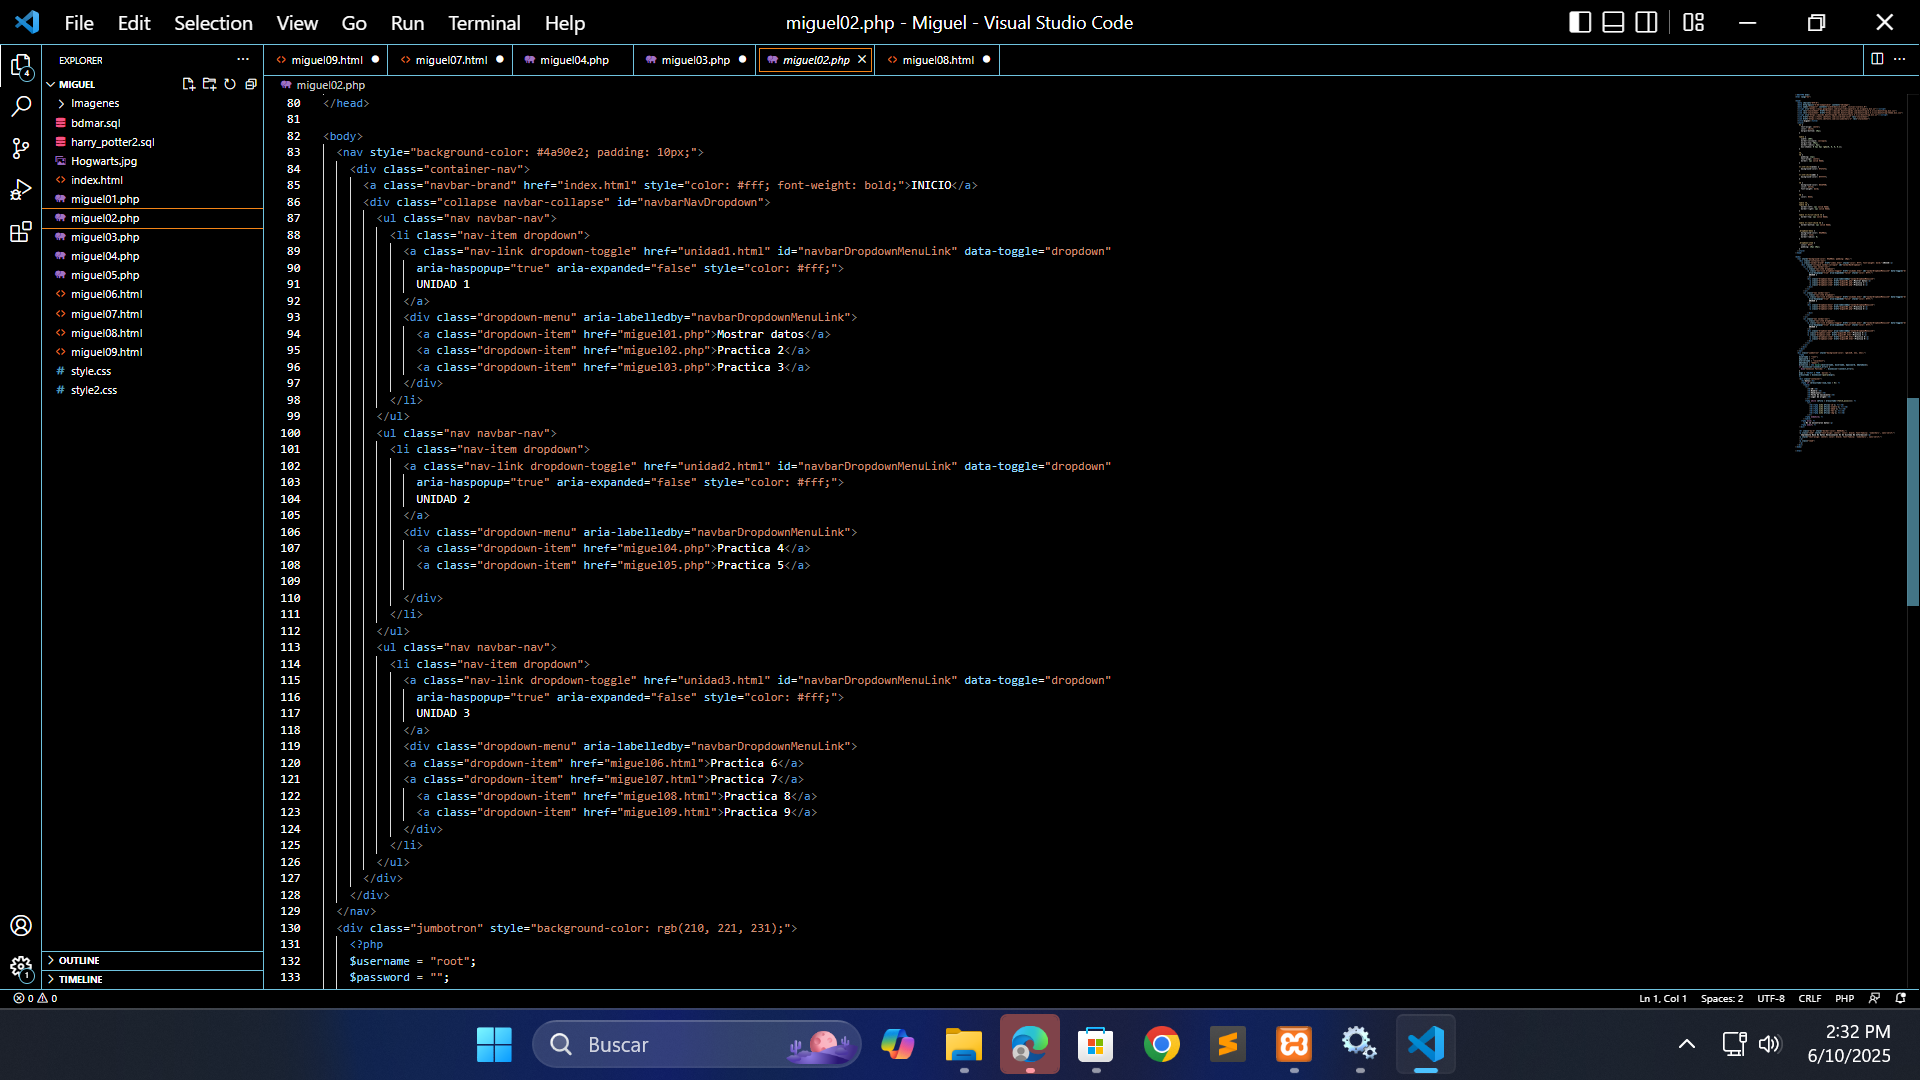 File Edit Selection View Go Run Terminal Help
miguel02.php - Miguel - Visual Studio Code
EXPLORER
MIGUEL
Imagenes
bdmar.sql
harry_potter2.sql
Hogwarts.jpg
index.html
miguel01.php
miguel02.php
miguel03.php
miguel04.php
miguel05.php
miguel06.html
miguel07.html
miguel08.html
miguel09.html
style.css
style2.css
OUTLINE
TIMELINE
4
1
miguel09.html miguel07.html miguel04.php miguel03.php miguel02.php miguel08.html
miguel02.php
80 </head>
81
82 <body>
83 <nav style="background-color: #4a90e2; padding: 10px;">
84 <div class="container-nav">
85 <a class="navbar-brand" href="index.html" style="color: #fff; font-weight: bold;">INICIO</a>
86 <div class="collapse navbar-collapse" id="navbarNavDropdown">
87 <ul class="nav navbar-nav">
88 <li class="nav-item dropdown">
89 <a class="nav-link dropdown-toggle" href="unidad1.html" id="navbarDropdownMenuLink" data-toggle="dropdown"
90 aria-haspopup="true" aria-expanded="false" style="color: #fff;">
91 UNIDAD 1
92 </a>
93 <div class="dropdown-menu" aria-labelledby="navbarDropdownMenuLink">
94 <a class="dropdown-item" href="miguel01.php">Mostrar datos</a>
95 <a class="dropdown-item" href="miguel02.php">Practica 2</a>
96 <a class="dropdown-item" href="miguel03.php">Practica 3</a>
97 </div>
98 </li>
99 </ul>
100 <ul class="nav navbar-nav">
101 <li class="nav-item dropdown">
102 <a class="nav-link dropdown-toggle" href="unidad2.html" id="navbarDropdownMenuLink" data-toggle="dropdown"
103 aria-haspopup="true" aria-expanded="false" style="color: #fff;">
104 UNIDAD 2
105 </a>
106 <div class="dropdown-menu" aria-labelledby="navbarDropdownMenuLink">
107 <a class="dropdown-item" href="miguel04.php">Practica 4</a>
108 <a class="dropdown-item" href="miguel05.php">Practica 5</a>
109
110 </div>
111 </li>
112 </ul>
113 <ul class="nav navbar-nav">
114 <li class="nav-item dropdown">
115 <a class="nav-link dropdown-toggle" href="unidad3.html" id="navbarDropdownMenuLink" data-toggle="dropdown"
116 aria-haspopup="true" aria-expanded="false" style="color: #fff;">
117 UNIDAD 3
118 </a>
119 <div class="dropdown-menu" aria-labelledby="navbarDropdownMenuLink">
120 <a class="dropdown-item" href="miguel06.html">Practica 6</a>
121 <a class="dropdown-item" href="miguel07.html">Practica 7</a>
122 <a class="dropdown-item" href="miguel08.html">Practica 8</a>
123 <a class="dropdown-item" href="miguel09.html">Practica 9</a>
124 </div>
125 </li>
126 </ul>
127 </div>
128 </div>
129 </nav>
130 <div class="jumbotron" style="background-color: rgb(210, 221, 231);">
131 <?php
132 $username = "root";
133 $password = "";
0 0
Ln 1, Col 1 Spaces: 2 UTF-8 CRLF PHP
Buscar
2:32 PM
6/10/2025